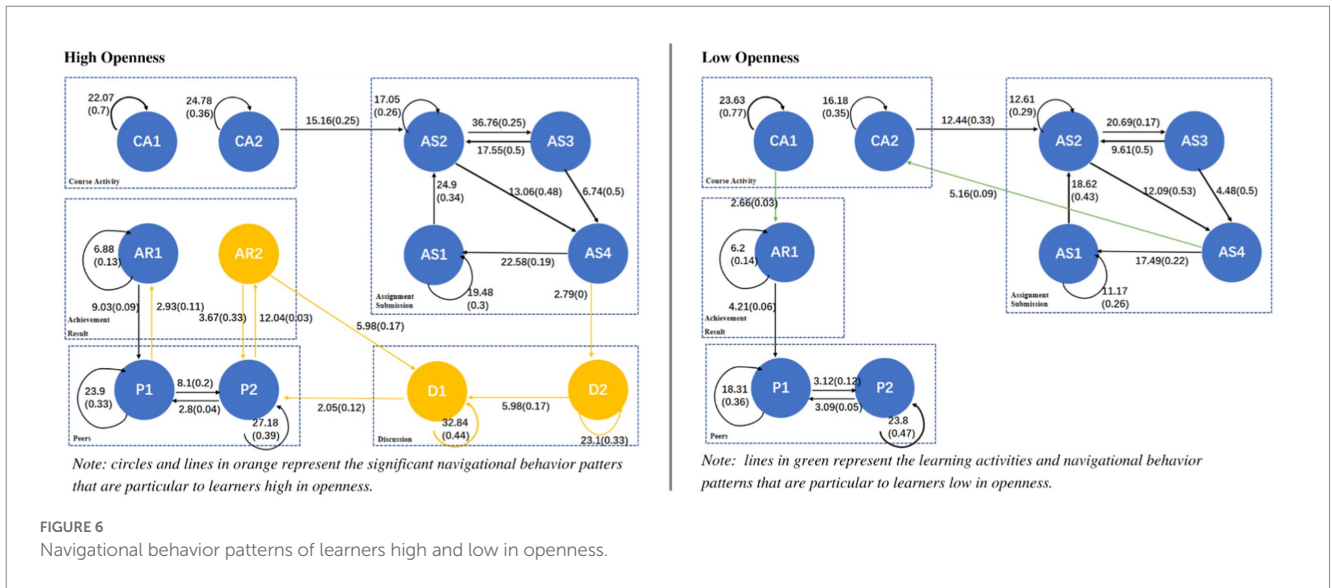 High Openness
22.07
(0.7)
CA1
24.78
(0.36)
CA2
Course Activity
15.16(0.25)
17.05
(0.26)
AS2
36.76(0.25)
17.55(0.5)
AS3
24.9
(0.34)
13.06(0.48)
6.74(0.5)
AS1
22.58(0.19)
AS4
19.48
(0.3)
Assignment
Submission
2.79(0)
6.88
(0.13)
AR1
AR2
9.03(0.09)
2.93(0.11)
3.67(0.33)
12.04(0.03)
Achievement
Result
5.98(0.17)
23.9
(0.33)
P1
8.1(0.2)
2.8(0.04)
P2
27.18
(0.39)
Peers
2.05(0.12)
D1
32.84
(0.44)
5.98(0.17)
D2
23.1(0.33)
Discussion
Note: circles and lines in orange represent the significant navigational behavior patters
that are particular to learners high in openness.
Low Openness
23.63
(0.77)
CA1
16.18
(0.35)
CA2
Course Activity
12.44(0.33)
12.61
(0.29)
AS2
20.69(0.17)
9.61(0.5)
AS3
18.62
(0.43)
12.09(0.53)
4.48(0.5)
5.16(0.09)
AS1
17.49(0.22)
AS4
11.17
(0.26)
Assignment
Submission
2.66(0.03)
6.2
(0.14)
AR1
4.21(0.06)
Achievement
Result
18.31
(0.36)
P1
3.12(0.12)
3.09(0.05)
P2
23.8
(0.47)
Peers
Note: lines in green represent the learning activities and navigational behavior
patterns that are particular to learners low in openness.
FIGURE 6
Navigational behavior patterns of learners high and low in openness.